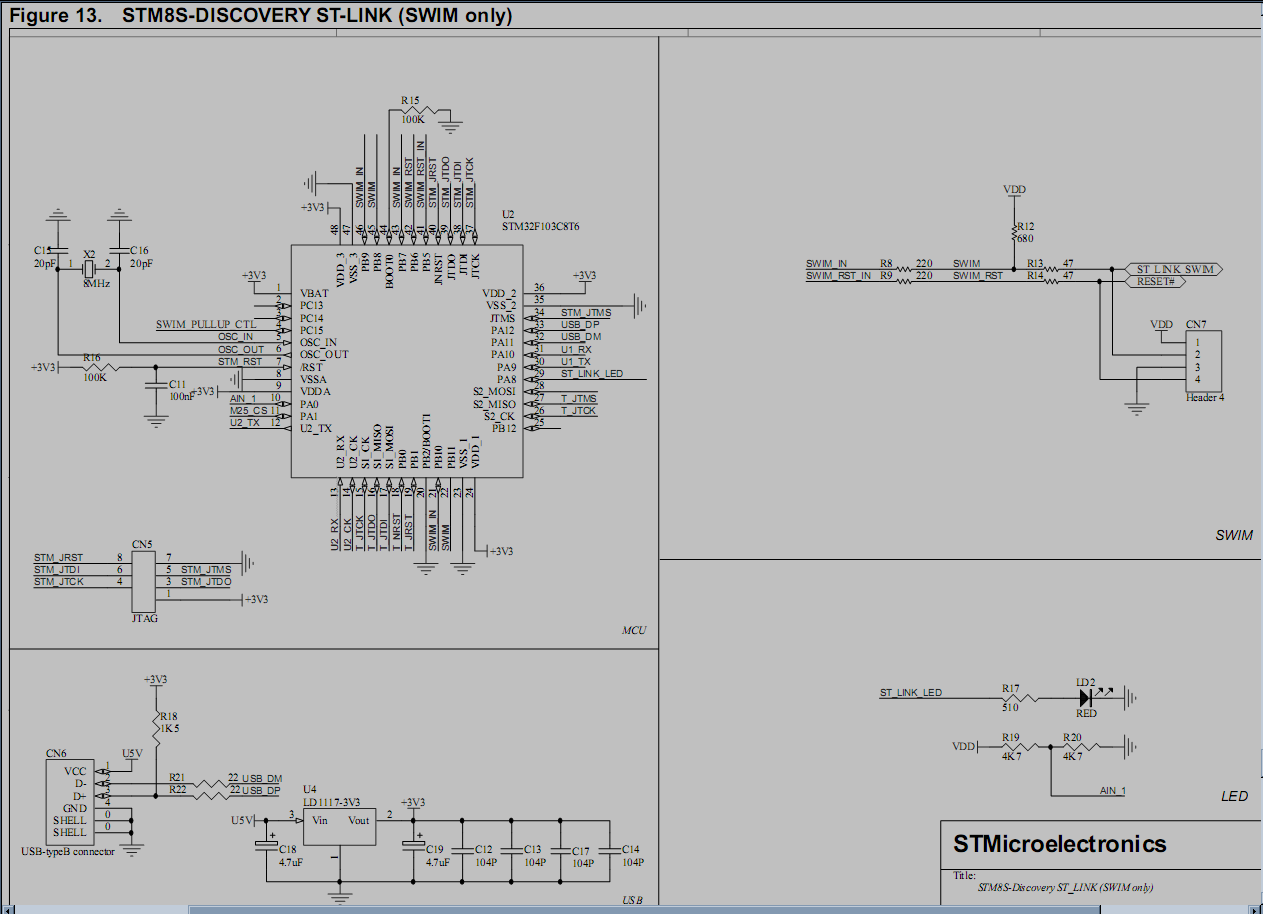 Figure 13. STM8S-DISCOVERY ST-LINK (SWIM only)
R15
100K
SWIM_IN
SWIM
SWIM_IN
SWIM_RST
SWIM_RST_IN
STM_JRST
STM_JTDO
STM_JTDI
STM_JTCK
+3V3
48 47 46 45 44 43 42 41 40 39 38 37
U2
STM32F103C8T6
VDD_3
VSS_3
PB9
PB8
BOOT0
PB7
PB6
PB5
JNRST
JTDO
JTDI
JTCK
C15
20pF
X2
1 2
8MHz
C16
20pF
+3V3
1 VBAT
2 PC13
3 PC14
SWIM_PULLUP_CTL 4 PC15
OSC_IN 5 OSC_IN
OSC_OUT 6 OSC_OUT
STM_RST 7 /RST
8 VSSA
+3V3 9 VDDA
AIN_1 10 PA0
M25_CS 11 PA1
U2_TX 12 U2_TX
+3V3
R16
100K
C11
100nF
+3V3
VDD_2 36
VSS_2 35
JTMS 34 STM_JTMS
PA12 33 USB_DP
PA11 32 USB_DM
PA10 31 U1_RX
PA9 30 U1_TX
PA8 29 ST_LINK_LED
S2_MOSI 28
S2_MISO 27 T_JTMS
S2_CK 26 T_JTCK
PB12 25
U2_RX
U2_CK
S1_CK
S1_MISO
S1_MOSI
PB0
PB1
PB2/BOOT1
PB10
PB11
VSS_1
VDD_1
13 14 15 16 17 18 19 20 21 22 23 24
U2_RX
U2_CK
T_JTCK
T_JTDO
T_JTDI
T_NRST
T_JRST
SWIM_IN
SWIM
+3V3
CN5
STM_JRST 8 7
STM_JTDI 6 5 STM_JTMS
STM_JTCK 4 3 STM_JTDO
1 +3V3
JTAG
MCU
VDD
R12
680
SWIM_IN R8 220 SWIM R13 47 ST_LINK_SWIM
SWIM_RST_IN R9 220 SWIM_RST R14 47 RESET#
VDD CN7
1
2
3
4
Header 4
SWIM
+3V3
R18
1K5
CN6
U5V
VCC 1
D- 2
D+ 3
GND 4
SHELL 0
SHELL 0
USB-typeB connector
R21 22 USB_DM
R22 22 USB_DP
U4
LD1117-3V3
U5V 3 Vin Vout 2 +3V3
1
+
C18
4.7uF
+
C19
4.7uF
C12
104P
C13
104P
C17
104P
C14
104P
USB
ST_LINK_LED R17
510
LD2
RED
VDD R19
4K7
R20
4K7
AIN_1
LED
STMicroelectronics
Title:
STM8S-Discovery ST_LINK (SWIM only)